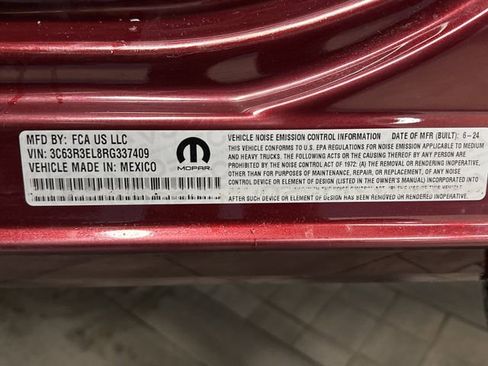 MFD BY: FCA US LLC
VIN: 3C63R3EL8RG337409
VEHICLE MADE IN: MEXICO
MOPAR
VEHICLE NOISE EMISSION CONTROL INFORMATION DATE OF MFR (BUILT): 6-24
THIS VEHICLE CONFORMS TO U.S. EPA REGULATIONS FOR NOISE EMISSION APPLICABLE TO MEDIUM
AND HEAVY TRUCKS. THE FOLLOWING ACTS OR THE CAUSING THEREOF BY ANY PERSON ARE
PROHIBITED BY THE NOISE CONTROL ACT OF 1972: (A) THE REMOVAL OR RENDERING INOPERATIVE,
OTHER THAN FOR PURPOSES OF MAINTENANCE, REPAIR, OR REPLACEMENT, OF ANY NOISE
CONTROL DEVICE OR ELEMENT OF DESIGN (LISTED IN THE OWNER'S MANUAL) INCORPORATED INTO
AFTER SUCH DEVICE OR ELEMENT OF DESIGN HAS BEEN REMOVED OR RENDERED INOPERATIVE.